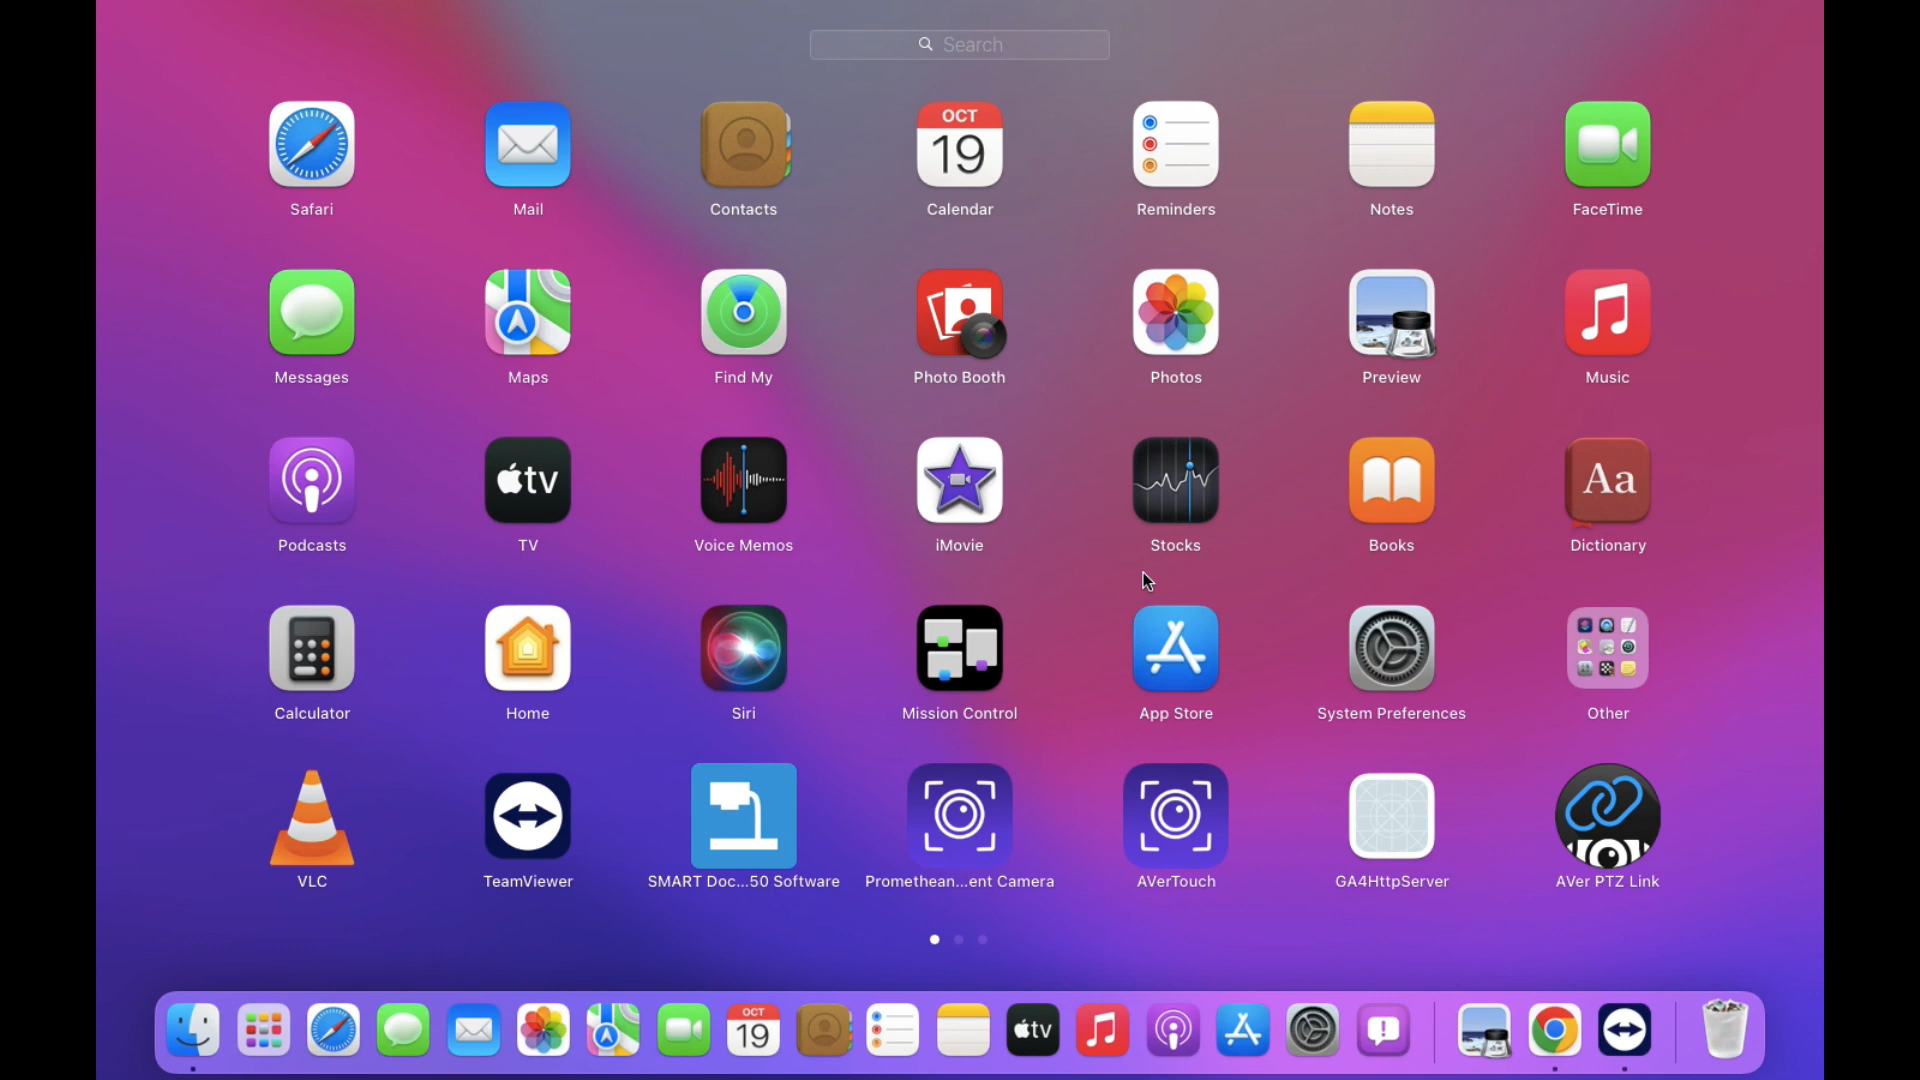 Search
OCT
19
Safari
Mail
Contacts
Calendar
Reminders
Notes
FaceTime
Messages
Maps
Find My
Photo Booth
Photos
Preview
Music
tv
Aa
Podcasts
TV
Voice Memos
iMovie
Stocks
Books
Dictionary
Calculator
Home
Siri
Mission Control
App Store
System Preferences
Other
VLC
TeamViewer
SMART Doc...50 Software
Promethean...ent Camera
AVerTouch
GA4HttpServer
AVer PTZ Link
OCT
19
tv